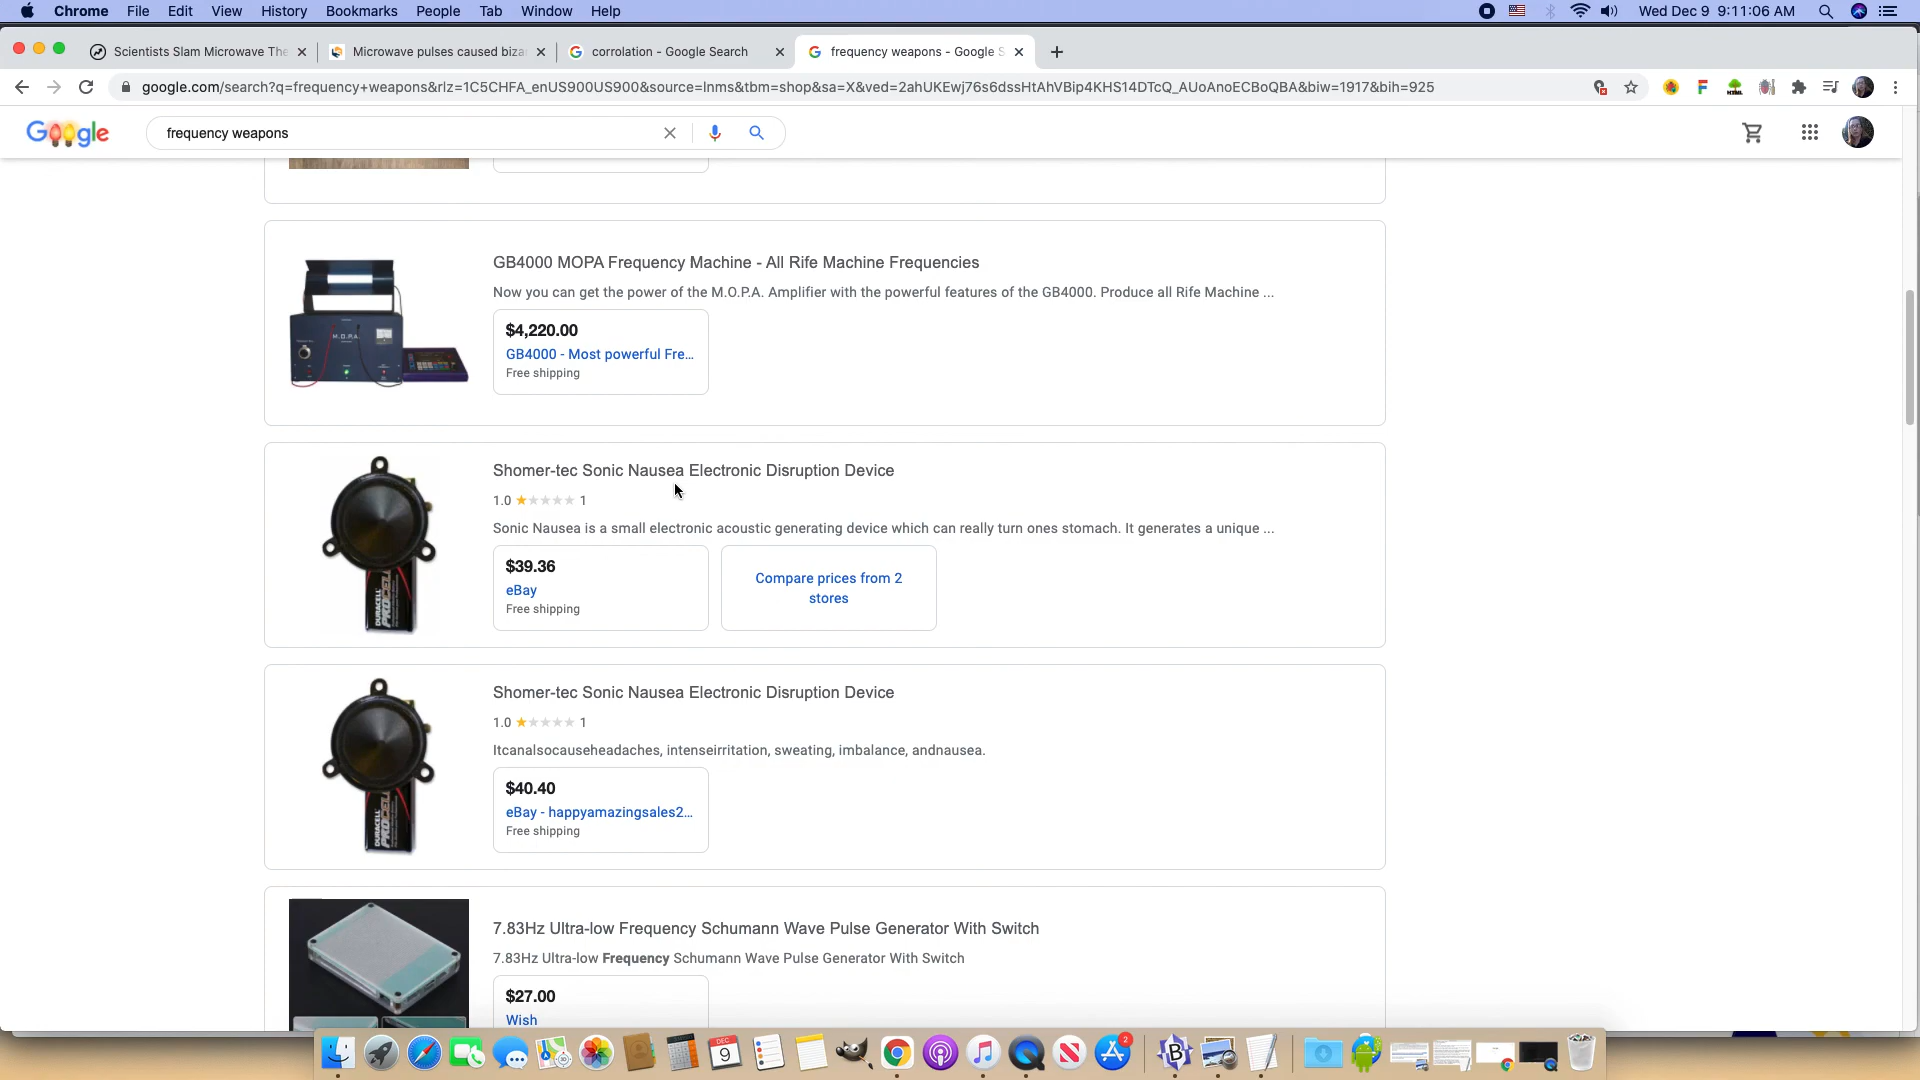 Chrome File Edit View History Bookmarks People Tab Window Help
Wed Dec 9 9:11:06 AM
Scientists Slam Microwave The
Microwave pulses caused biza
corrolation - Google Search
frequency weapons - Google S
google.com/search?q=frequency+weapons&rlz=1C5CHFA_enUS900US900&source=lnms&tbm=shop&sa=X&ved=2ahUKEwj76s6dssHtAhVBip4KHS14DTcQ_AUoAnoECBoQBA&biw=1917&bih=925
Google
frequency weapons
GB4000 MOPA Frequency Machine - All Rife Machine Frequencies
Now you can get the power of the M.O.P.A. Amplifier with the powerful features of the GB4000. Produce all Rife Machine ...
M.O.P.A.
$4,220.00
GB4000 - Most powerful Fre...
Free shipping
Shomer-tec Sonic Nausea Electronic Disruption Device
1.0 1
Sonic Nausea is a small electronic acoustic generating device which can really turn ones stomach. It generates a unique ...
$39.36
eBay
Free shipping
Compare prices from 2
stores
DURACELL
PROCELL
Shomer-tec Sonic Nausea Electronic Disruption Device
1.0 1
Itcanalsocauseheadaches, intenseirritation, sweating, imbalance, andnausea.
$40.40
eBay - happyamazingsales2...
Free shipping
DURACELL
PROCELL
7.83Hz Ultra-low Frequency Schumann Wave Pulse Generator With Switch
7.83Hz Ultra-low Frequency Schumann Wave Pulse Generator With Switch
$27.00
Wish
DEC
9
2